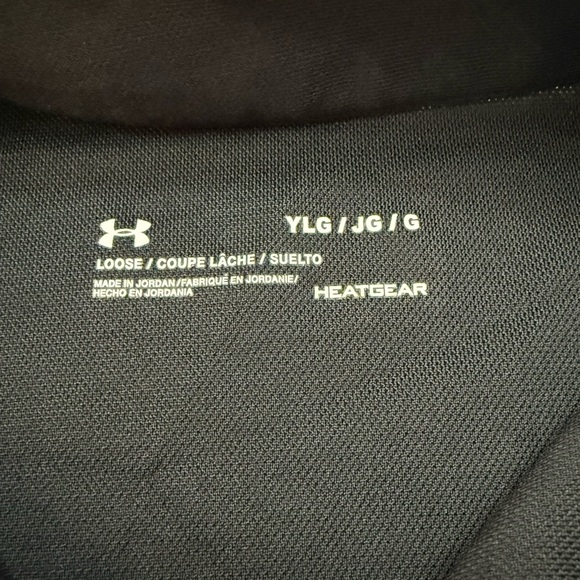 YLG / JG / G
LOOSE / COUPE LÂCHE / SUELTO
MADE IN JORDAN/FABRIQUÉ EN JORDANIE/
HECHO EN JORDANIA
HEATGEAR